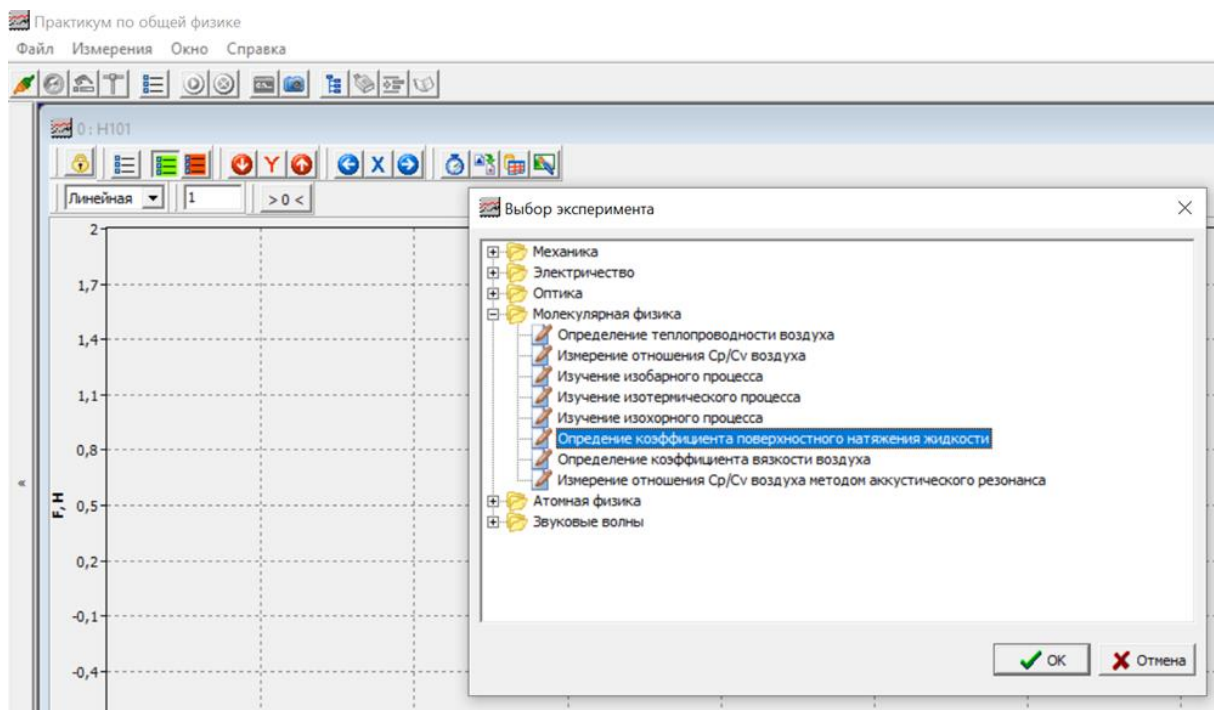 Практикум по общей физике
Файл Измерения Окно Справка
0 : H101
Y X
Линейная 1 > 0 <
Выбор эксперимента
Механика
Электричество
Оптика
Молекулярная физика
Определение теплопроводности воздуха
Измерение отношения Cp/Cv воздуха
Изучение изобарного процесса
Изучение изотермического процесса
Изучение изохорного процесса
Опредение коэффициента поверхностного натяжения жидкости
Определение коэффициента вязкости воздуха
Измерение отношения Cp/Cv воздуха методом аккустического резонанса
Атомная физика
Звуковые волны
OK Отмена
2
1,7
1,4
1,1
0,8
0,5
0,2
-0,1
-0,4
F, Н
«